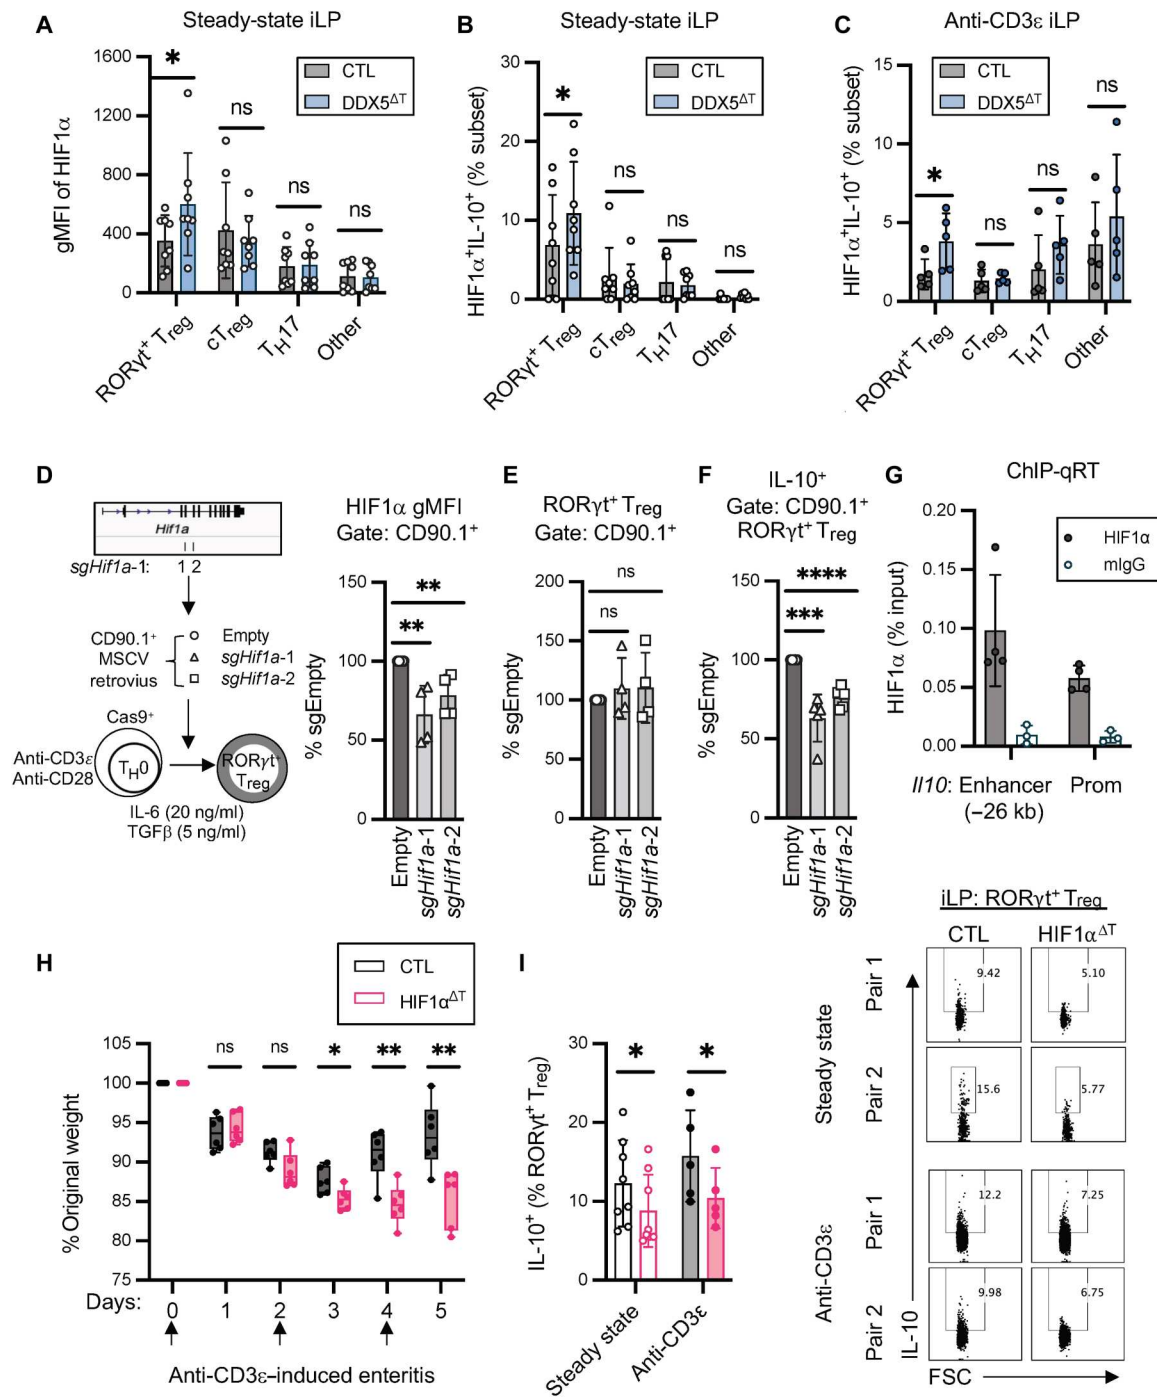 A
Steady-state iLP
gMFI of HIF1α
1600
1200
800
400
0
CTL
DDX5ΔT
*
ns
ns
ns
RORγt+ Treg
cTreg
TH17
Other
B
Steady-state iLP
HIF1α+IL-10+ (% subset)
30
20
10
0
CTL
DDX5ΔT
*
ns
ns
ns
RORγt+ Treg
cTreg
TH17
Other
C
Anti-CD3ε iLP
HIF1α+IL-10+ (% subset)
15
10
5
0
CTL
DDX5ΔT
*
ns
ns
ns
RORγt+ Treg
cTreg
TH17
Other
D
Hif1a
sgHif1a-1: 1 2
CD90.1+
MSCV
retrovius
Empty
sgHif1a-1
sgHif1a-2
Cas9+
Anti-CD3ε
Anti-CD28
TH0
RORγt+
Treg
IL-6 (20 ng/ml)
TGFβ (5 ng/ml)
HIF1α gMFI
Gate: CD90.1+
% sgEmpty
150
100
50
0
**
**
Empty
sgHif1a-1
sgHif1a-2
E
RORγt+ Treg
Gate: CD90.1+
% sgEmpty
200
150
100
50
0
ns
ns
Empty
sgHif1a-1
sgHif1a-2
F
IL-10+
Gate: CD90.1+
RORγt+ Treg
% sgEmpty
150
100
50
0
****
***
Empty
sgHif1a-1
sgHif1a-2
G
ChIP-qRT
HIF1α (% input)
0.20
0.15
0.10
0.05
0.00
HIF1α
mIgG
Il10: Enhancer Prom
(−26 kb)
H
CTL
HIF1αΔT
% Original weight
105
100
95
90
85
80
75
ns
ns
*
**
**
Days: 0 1 2 3 4 5
Anti-CD3ε-induced enteritis
I
IL-10+ (% RORγt+ Treg)
30
20
10
0
*
*
Steady state
Anti-CD3ε
iLP: RORγt+ Treg
CTL
HIF1αΔT
Steady state
Pair 1
9.42
5.10
Pair 2
15.6
5.77
Anti-CD3ε
Pair 1
12.2
7.25
Pair 2
9.98
6.75
IL-10
FSC